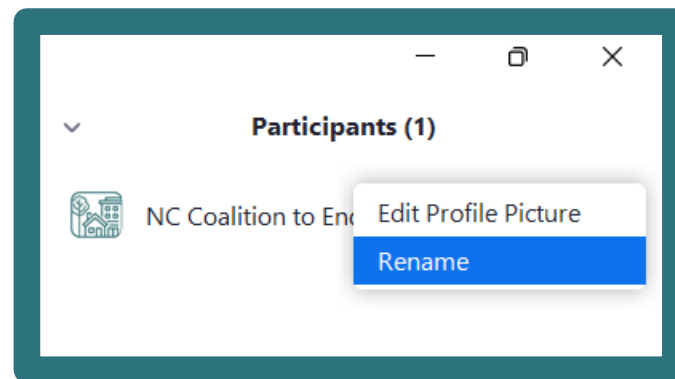 Participants (1)
NC Coalition to End
Edit Profile Picture
Rename